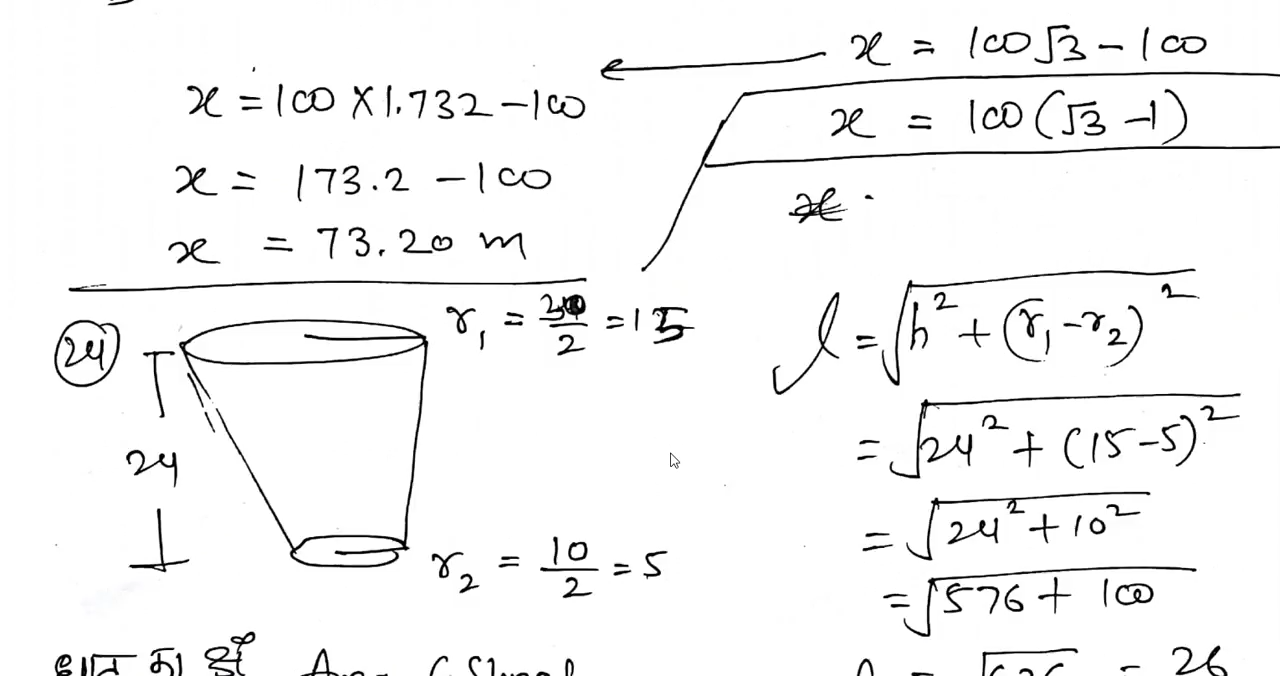 x = 100√3 - 100
x = 100 × 1.732 - 100
x = 100(√3 - 1)
x = 173.2 - 100
x = 73.20 m
(24)
r₁ = 30/2 = 15
24
r₂ = 10/2 = 5
l = √(h² + (r₁ - r₂)²)
= √(24² + (15-5)²)
= √(24² + 10²)
= √(576 + 100)
= 26